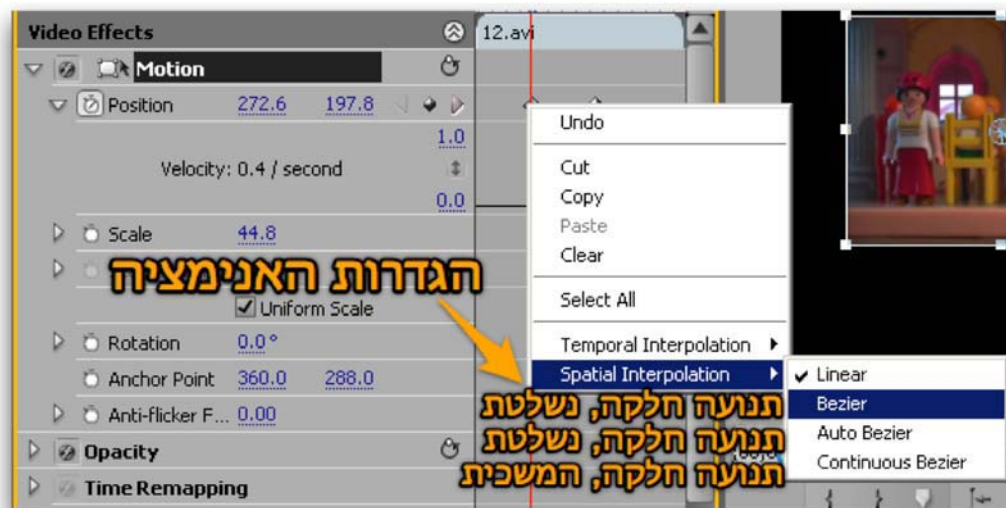 Video Effects
12.avi
Motion
Position 272.6 197.8
1.0
Velocity: 0.4 / second
0.0
Scale 44.8
Uniform Scale
Rotation 0.0°
Anchor Point 360.0 288.0
Anti-flicker F... 0.00
Opacity
Time Remapping
Undo
Cut
Copy
Paste
Clear
Select All
Temporal Interpolation
Spatial Interpolation
Linear
Bezier
Auto Bezier
Continuous Bezier
הגדרות האנימציה
תנועה חלקה, נשלטת
תנועה חלקה, נשלטת
תנועה חלקה, המשכית